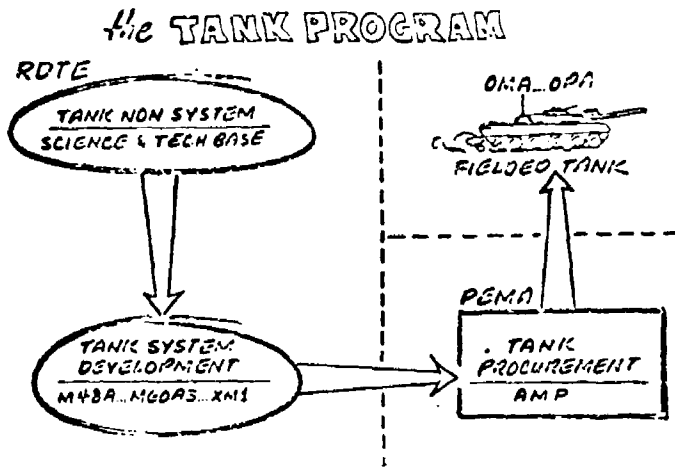 the TANK PROGRAM
RDTE
TANK NON SYSTEM
SCIENCE & TECH BASE
TANK SYSTEM
DEVELOPMENT
M48A...M60A3...XM1
OMA...OPA
FIELDED TANK
PEMA
TANK
PROCUREMENT
AMP